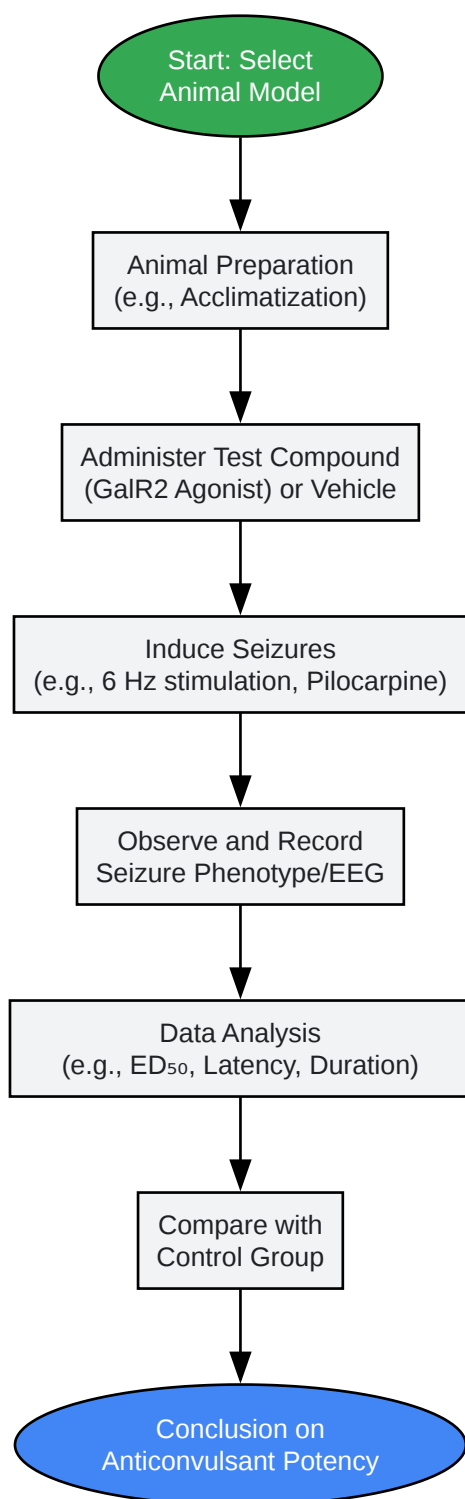 Start: Select
Animal Model
Animal Preparation
(e.g., Acclimatization)
Administer Test Compound
(GalR2 Agonist) or Vehicle
Induce Seizures
(e.g., 6 Hz stimulation, Pilocarpine)
Observe and Record
Seizure Phenotype/EEG
Data Analysis
(e.g., ED₅₀, Latency, Duration)
Compare with
Control Group
Conclusion on
Anticonvulsant Potency